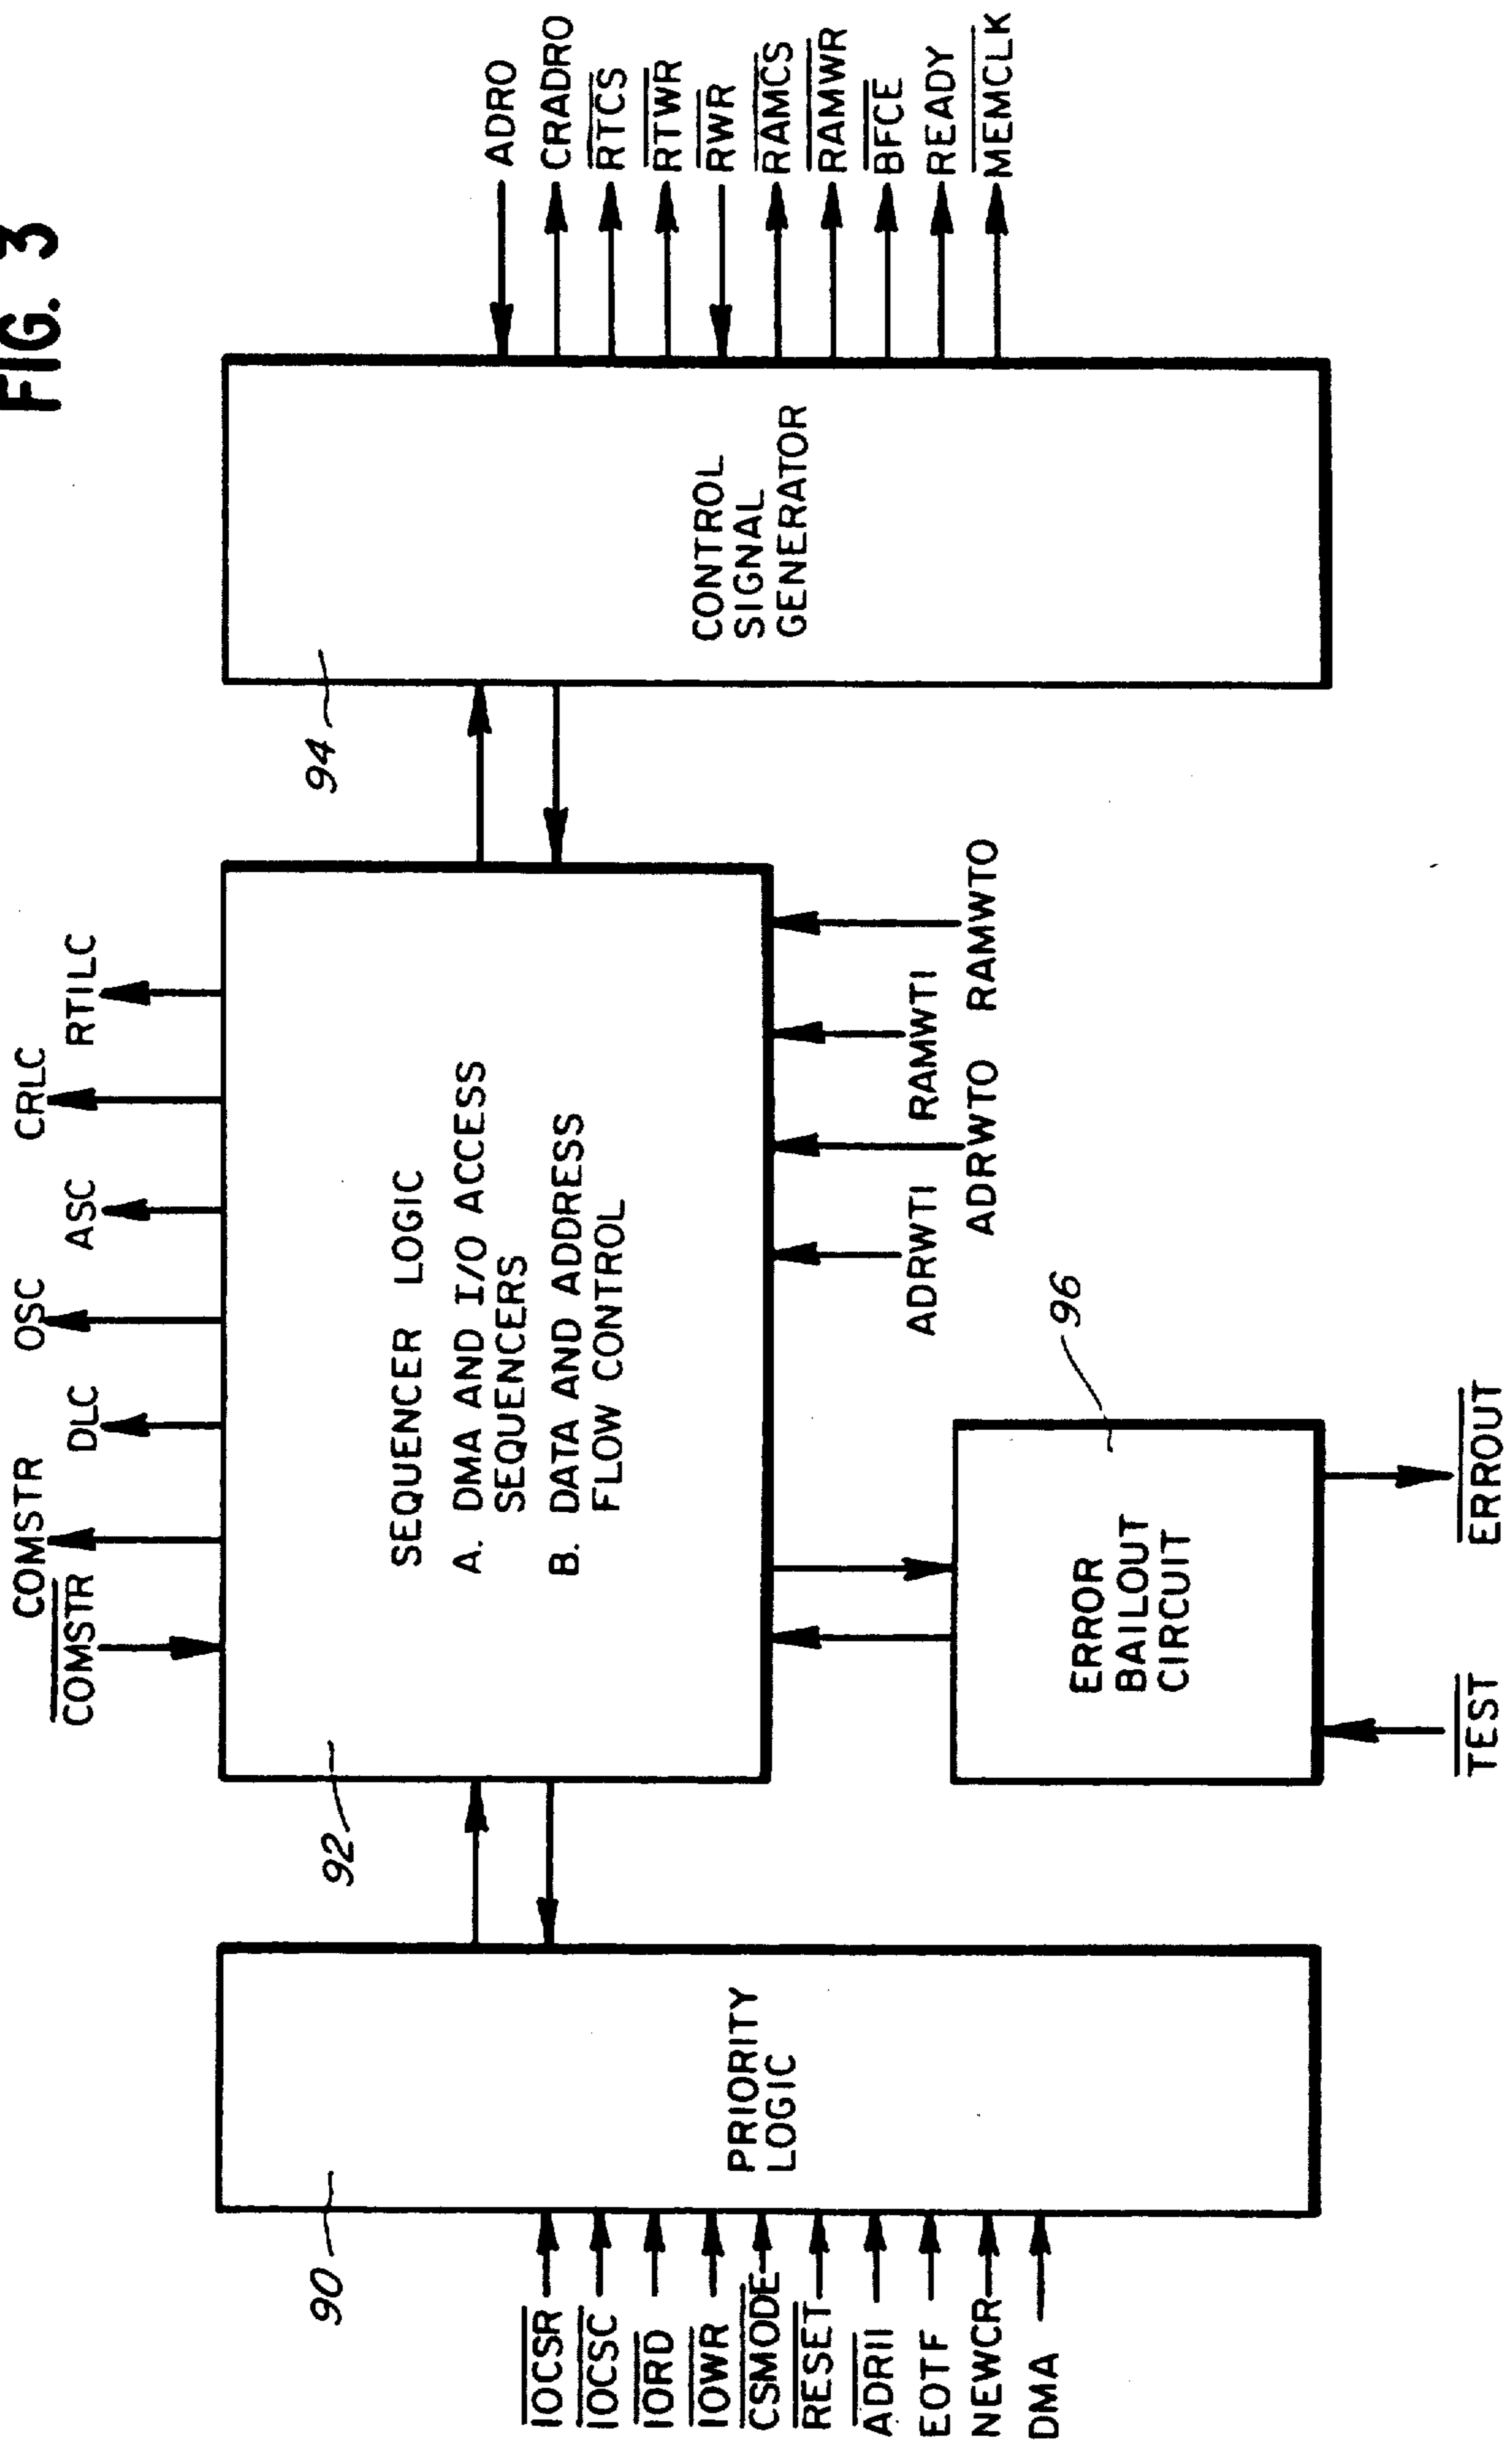 FIG. 3
COMSTR
COMSTR
DLC
OSC
ASC
CRLC
RTILC
90
92
94
IOCSR
IOCSC
IORD
IOWR
CSMODE
RESET
ADRII
EOTF
NEWCR
DMA
PRIORITY
LOGIC
SEQUENCER LOGIC
A. DMA AND I/O ACCESS
SEQUENCERS
B. DATA AND ADDRESS
FLOW CONTROL
CONTROL
SIGNAL
GENERATOR
ADRO
CRADRO
RTCS
RTWR
RWR
RAMCS
RAMWR
BFCE
READY
MEMCLK
ADRWTI
RAMWTI
ADRWTO
RAMWTO
96
ERROR
BAILOUT
CIRCUIT
TEST
ERROUT